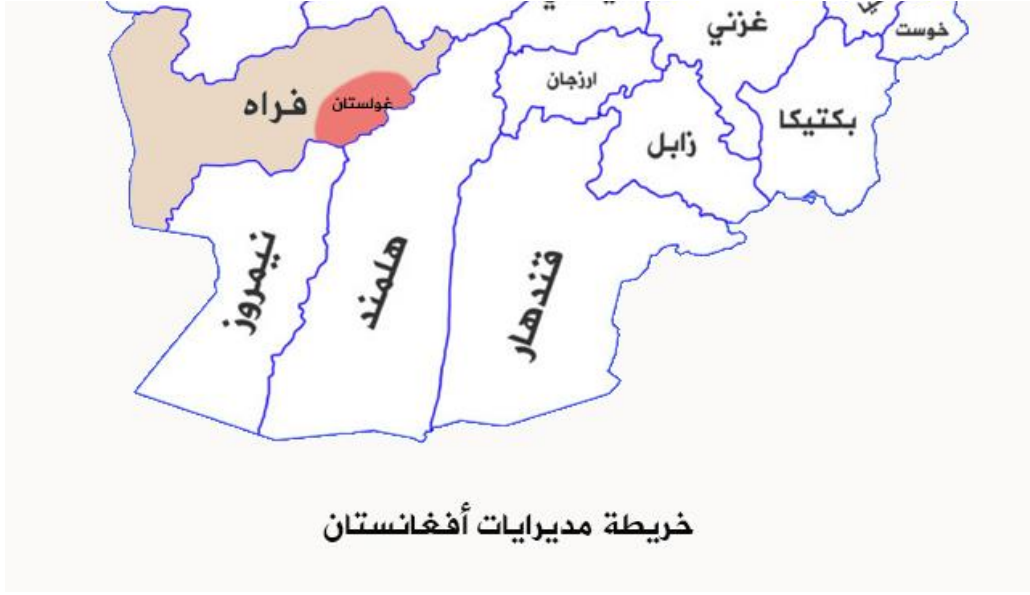 غزني
خوست
ارزجان
فراه
غولستان
بكتيكا
زابل
نيمروز
هلمند
قندهار
خريطة مديرايات أفغانستان